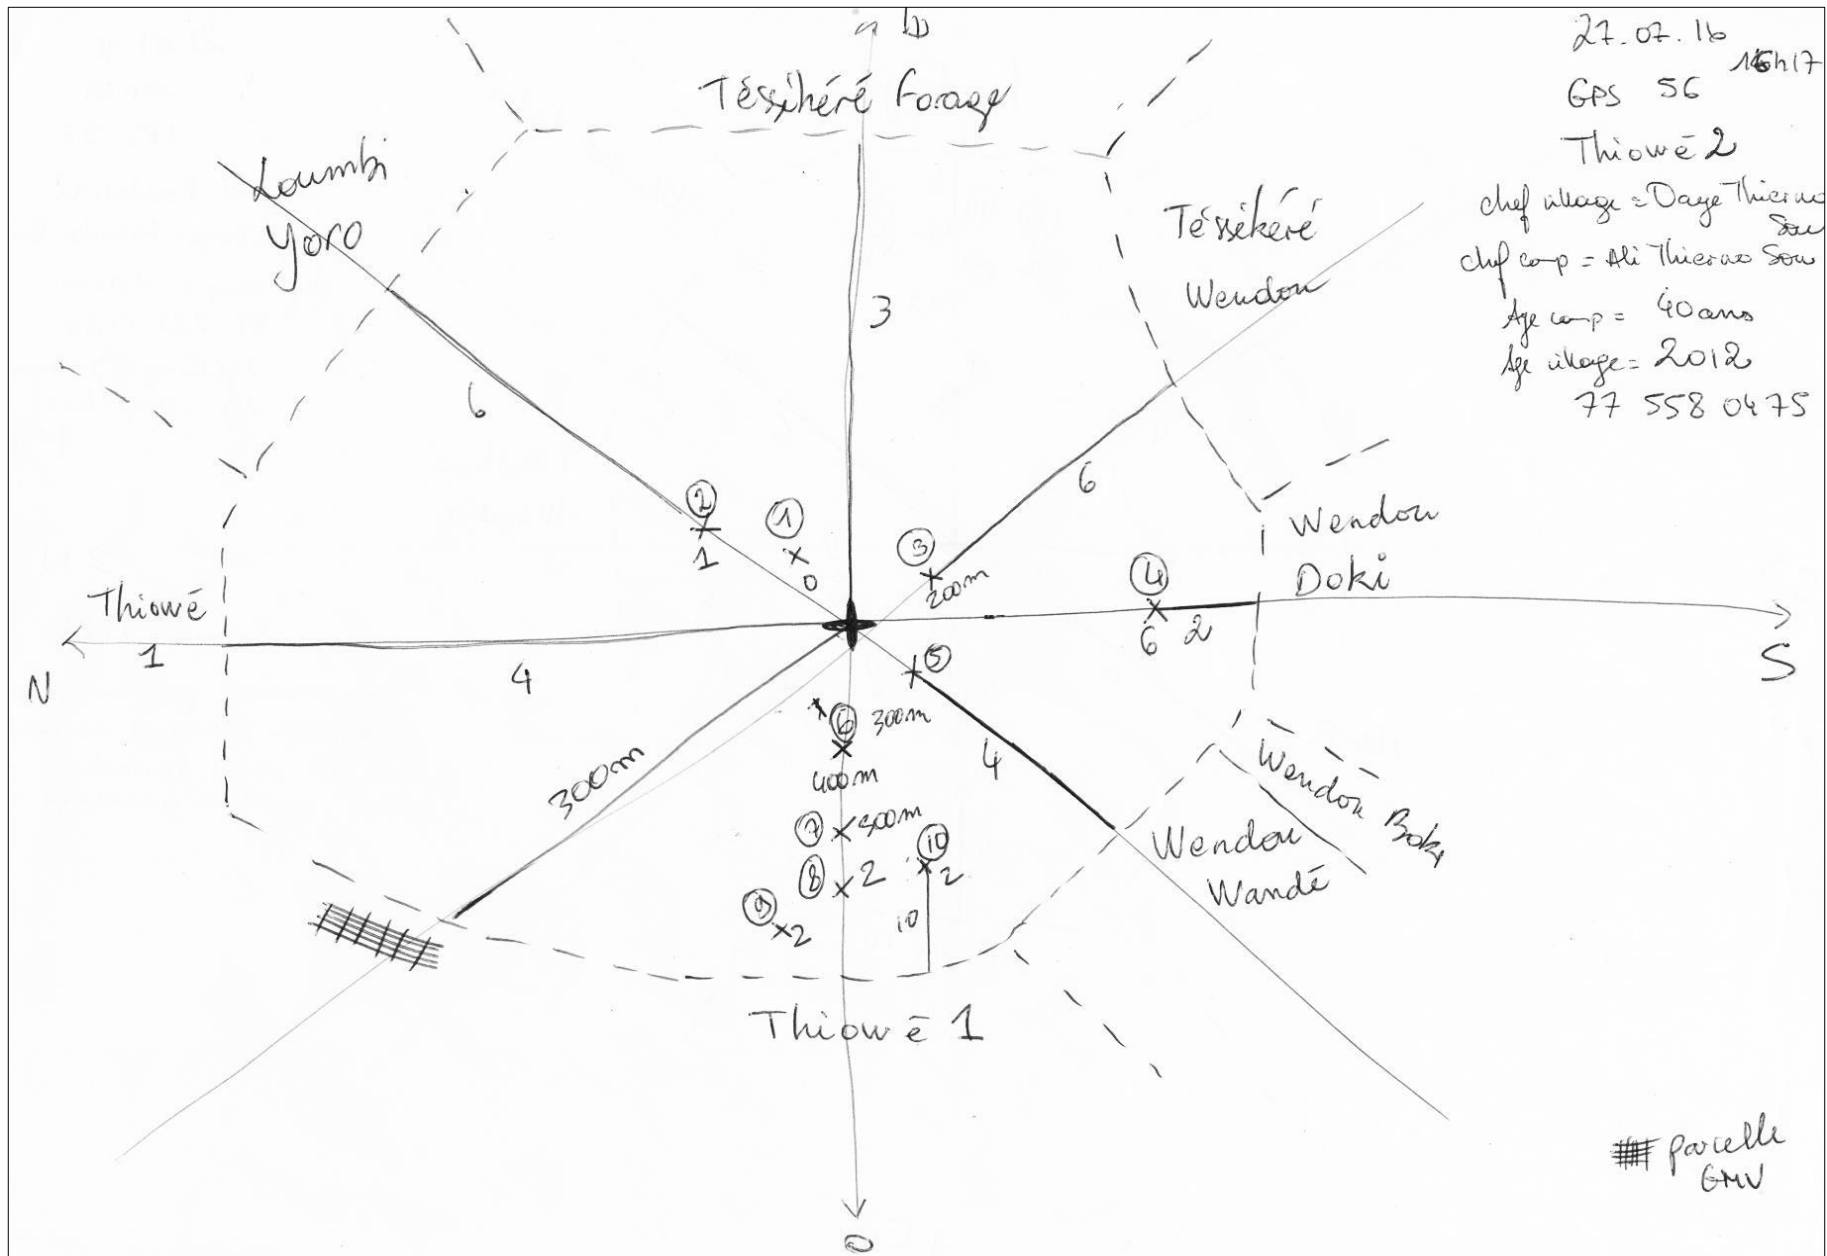 27.07.16
16h17
GPS 56
Thiowé 2
chef village = Daye Thierno
Sow
chef camp = Ali Thierno Sow
Age camp = 40 ans
Age village = 2012
77 558 0475
E
Téssékéré Forage
Loumbi
Yoro
Téssékéré
Wendou
3
6
6
②
1
①
0
③
200m
Wendou
Doki
④
6 2
Thiowé
1
N
4
S
⑤
⑥ 300m
400m
4
300m
⑦ 500m
⑧ 2
⑩
2
10
⑨
2
Wendou Boki
Wendou
Wandé
Thiowé 1
O
parcelle
GMV